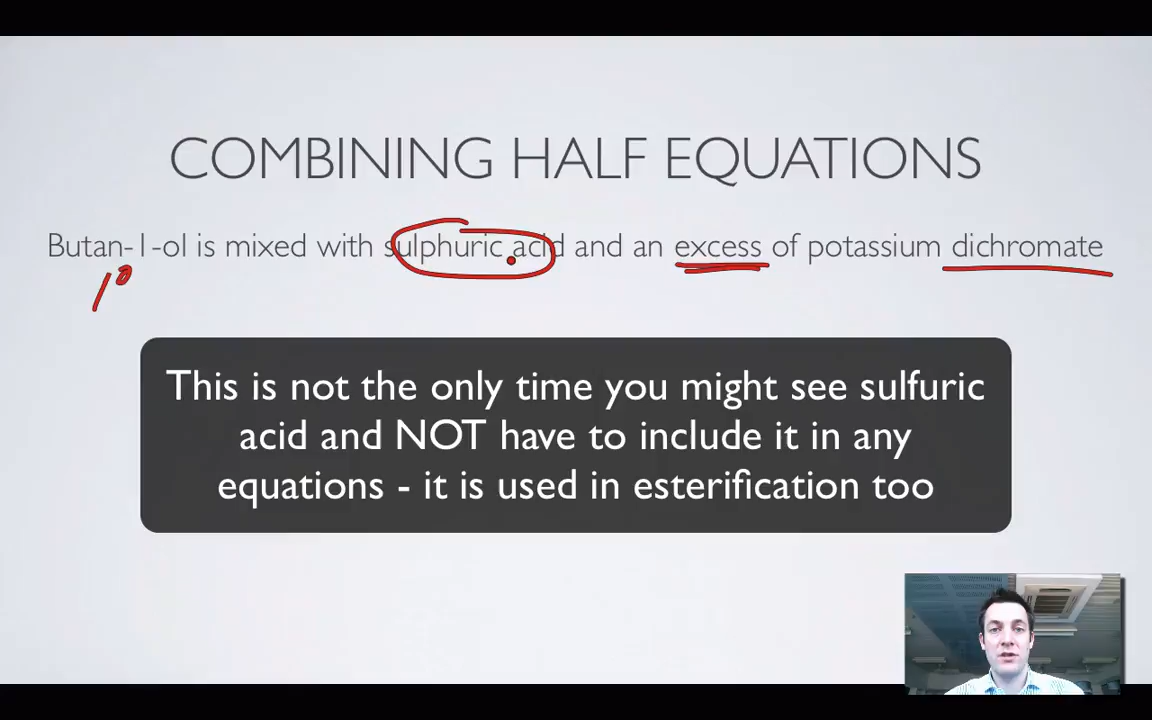 COMBINING HALF EQUATIONS
Butan-1-ol is mixed with sulphuric acid and an excess of potassium dichromate
1°
This is not the only time you might see sulfuric
acid and NOT have to include it in any
equations - it is used in esterification too